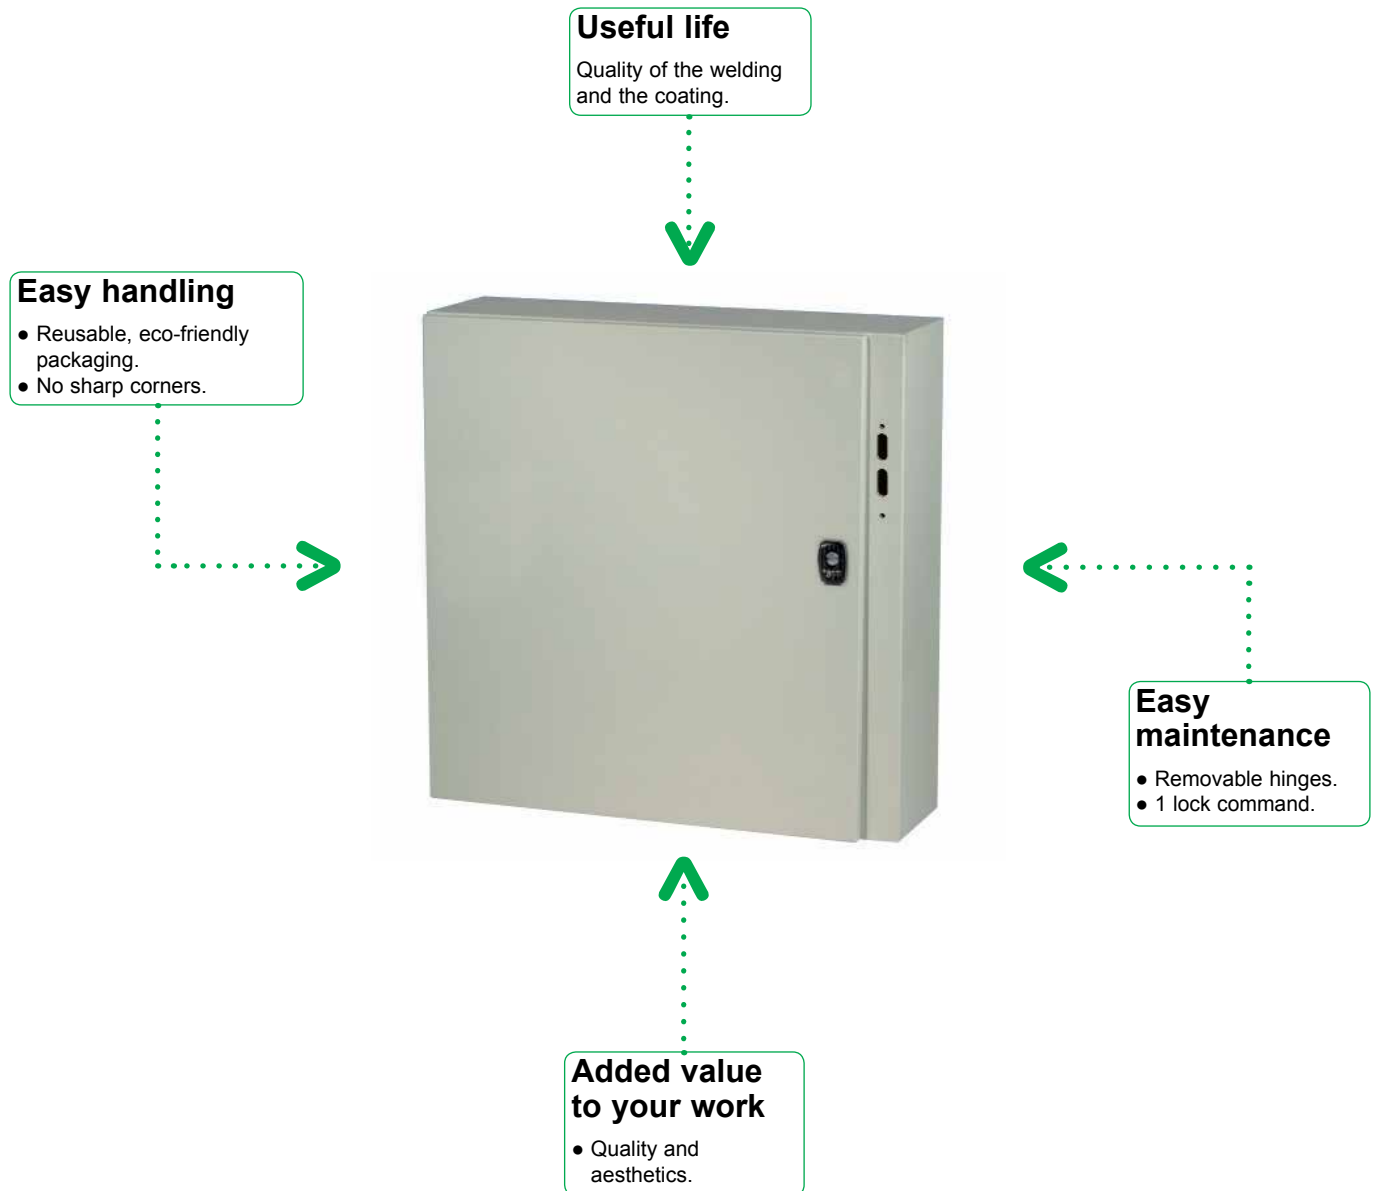 Useful life
Quality of the welding
and the coating.
Easy handling
● Reusable, eco-friendly
packaging.
● No sharp corners.
Easy
maintenance
● Removable hinges.
● 1 lock command.
Added value
to your work
● Quality and
aesthetics.